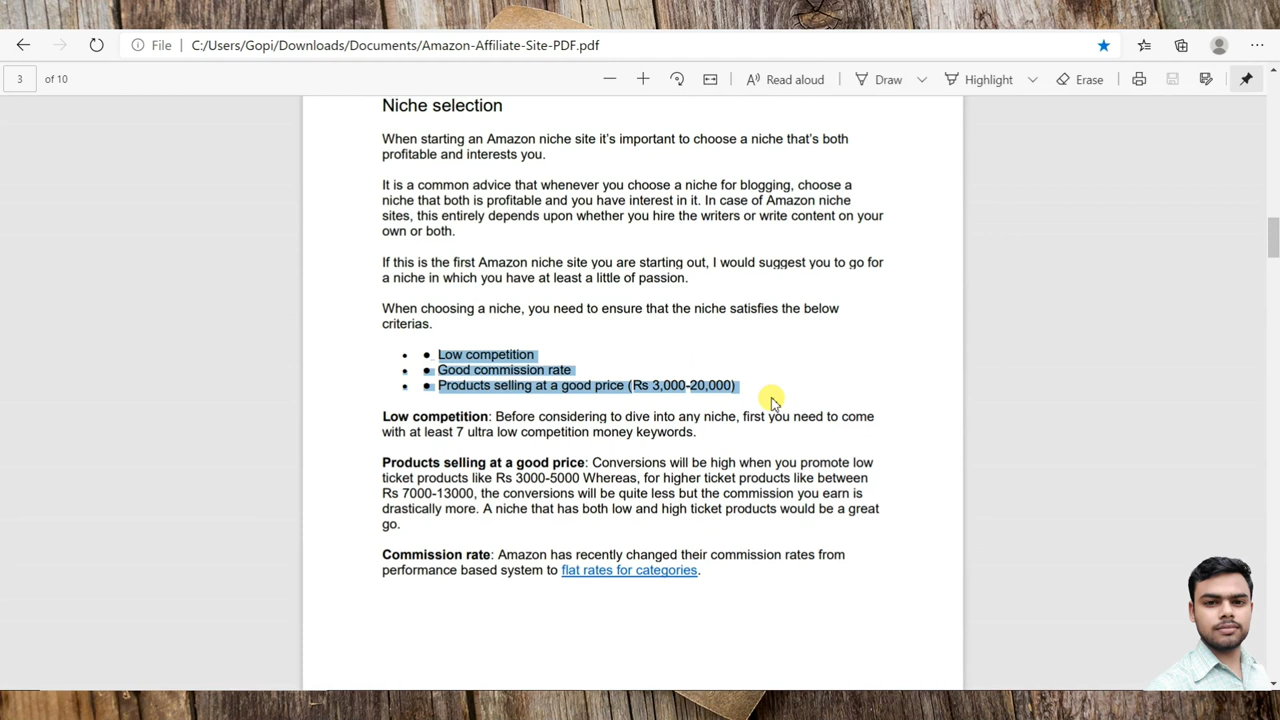 File | C:/Users/Gopi/Downloads/Documents/Amazon-Affiliate-Site-PDF.pdf
3 of 10 Read aloud Draw Highlight Erase
Niche selection
When starting an Amazon niche site it's important to choose a niche that's both
profitable and interests you.
It is a common advice that whenever you choose a niche for blogging, choose a
niche that both is profitable and you have interest in it. In case of Amazon niche
sites, this entirely depends upon whether you hire the writers or write content on your
own or both.
If this is the first Amazon niche site you are starting out, I would suggest you to go for
a niche in which you have at least a little of passion.
When choosing a niche, you need to ensure that the niche satisfies the below
criterias.
• ● Low competition
• ● Good commission rate
• ● Products selling at a good price (Rs 3,000-20,000)
Low competition: Before considering to dive into any niche, first you need to come
with at least 7 ultra low competition money keywords.
Products selling at a good price: Conversions will be high when you promote low
ticket products like Rs 3000-5000 Whereas, for higher ticket products like between
Rs 7000-13000, the conversions will be quite less but the commission you earn is
drastically more. A niche that has both low and high ticket products would be a great
go.
Commission rate: Amazon has recently changed their commission rates from
performance based system to flat rates for categories.